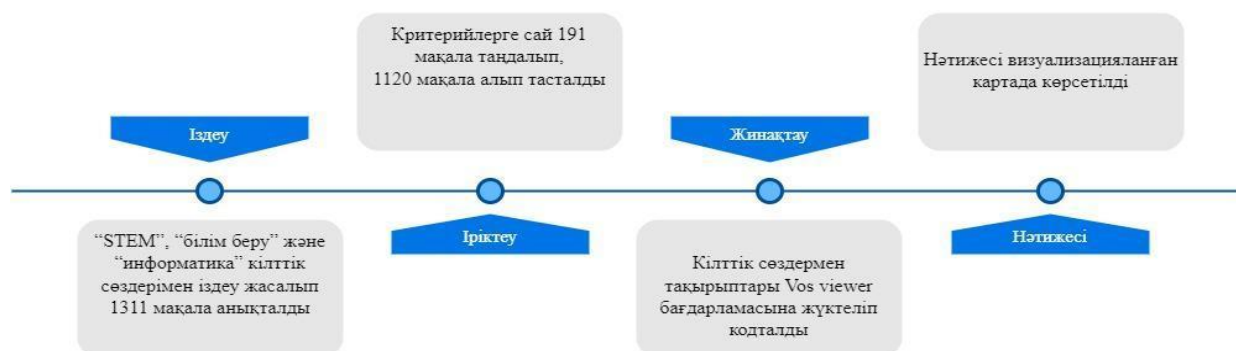 Іздеу
“STEM”, “білім беру” және
“информатика” кілттік
сөздерімен іздеу жасалып
1311 мақала анықталды
Критерийлерге сай 191
мақала таңдалып,
1120 мақала алып тасталды
Іріктеу
Жинақтау
Кілттік сөздермен
тақырыптары Vos viewer
бағдарламасына жүктеліп
кодталды
Нәтижесі визуализацияланған
картада көрсетілді
Нәтижесі